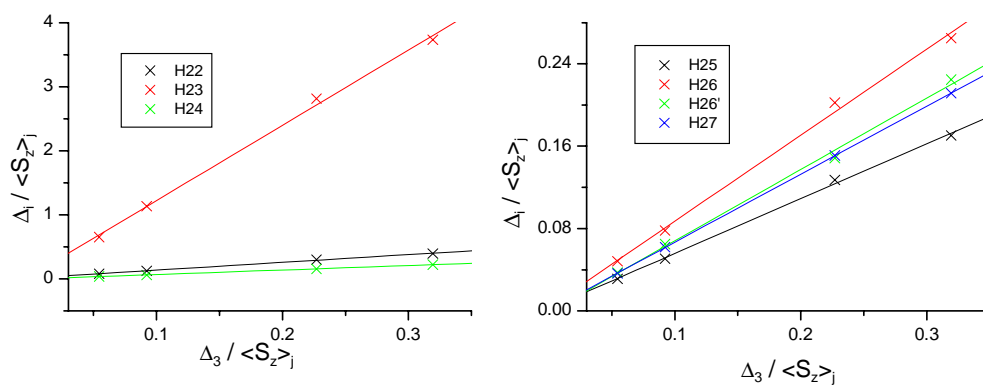 4
3
2
1
0
Δi / <Sz>j
H22
H23
H24
0.1
0.2
0.3
Δ3 / <Sz>j
0.24
0.16
0.08
0.00
Δi / <Sz>j
H25
H26
H26'
H27
0.1
0.2
0.3
Δ3 / <Sz>j